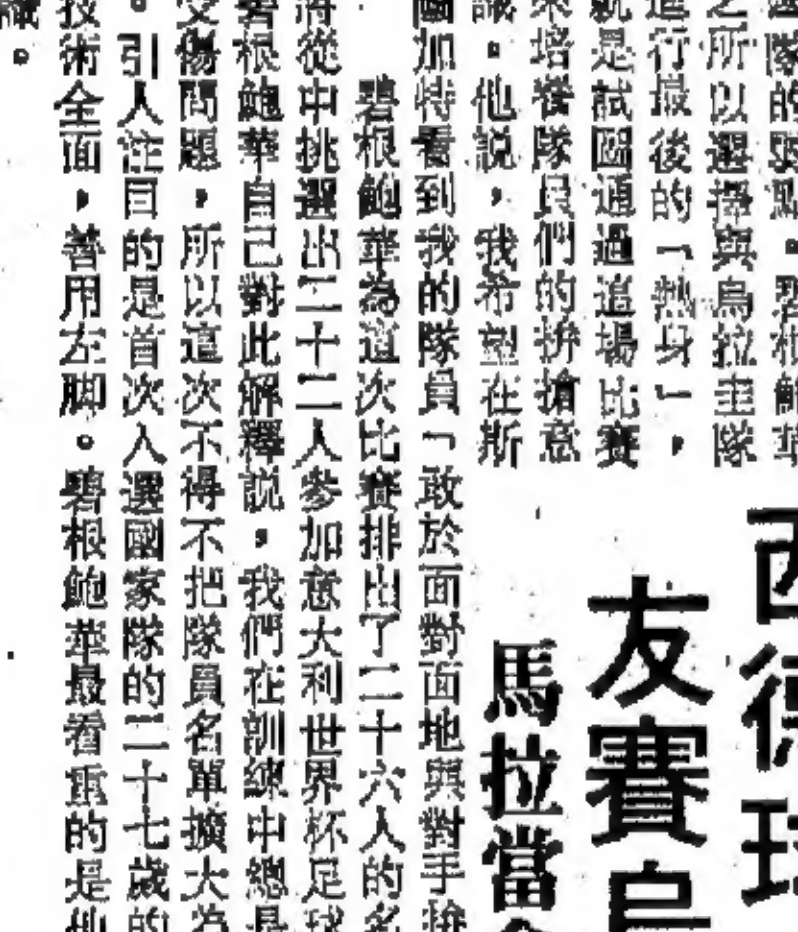 隊的弱點。碧根鮑華
之所以選擇與烏拉圭隊
進行最後的「熱身」，
就是試圖通過這場比賽
來培養隊員們的拚搶意
識。他說，我希望在斯
圖加特看到我的隊員「敢於面對面地與對手拚
碧根鮑華為這次比賽排出了二十六人的名
將從中挑選出二十二人參加意大利世界杯足球
碧根鮑華自己對此解釋説，我們在訓練中總是
受傷問題，所以這次不得不把隊員名單擴大為
。引人注目的是首次入選國家隊的二十七歲的
技術全面，善用左脚。碧根鮑華最看重的是他
識。
西德球
友賽烏
馬拉當